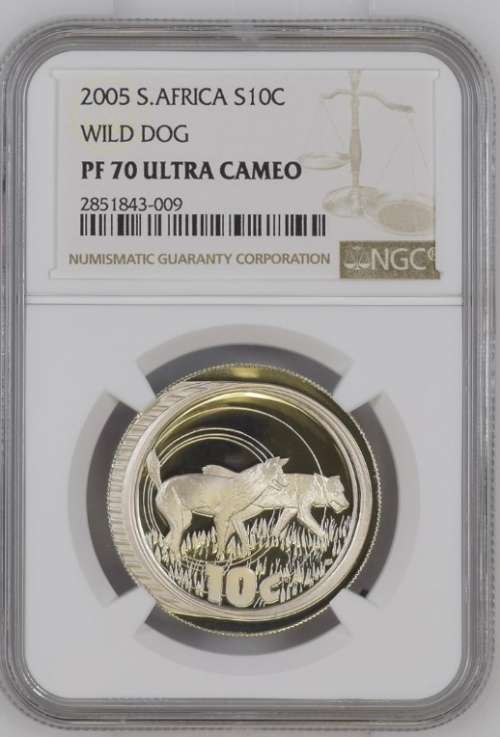 2005 S.AFRICA S10C
WILD DOG
PF 70 ULTRA CAMEO
2851843-009
NUMISMATIC GUARANTY CORPORATION
NGC
10c